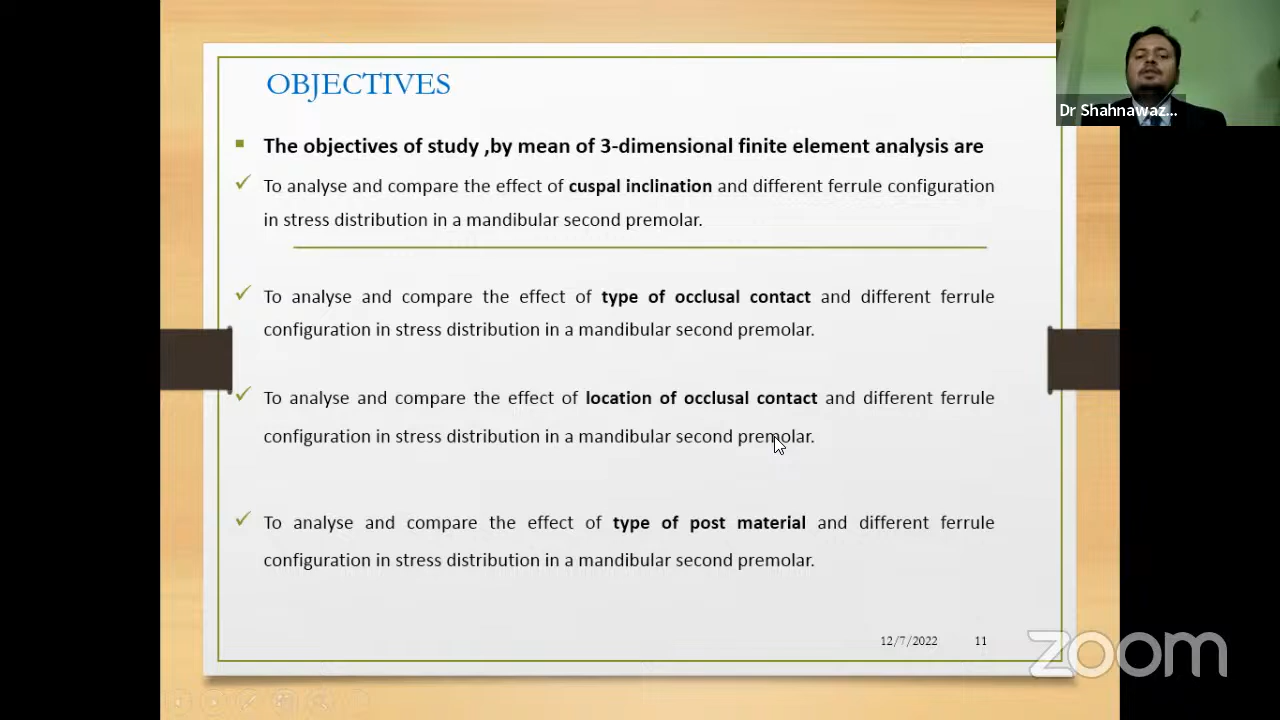 OBJECTIVES
The objectives of study ,by mean of 3-dimensional finite element analysis are
To analyse and compare the effect of cuspal inclination and different ferrule configuration
in stress distribution in a mandibular second premolar.
To analyse and compare the effect of type of occlusal contact and different ferrule
configuration in stress distribution in a mandibular second premolar.
To analyse and compare the effect of location of occlusal contact and different ferrule
configuration in stress distribution in a mandibular second premolar.
To analyse and compare the effect of type of post material and different ferrule
configuration in stress distribution in a mandibular second premolar.
12/7/2022 11
Dr Shahnawaz...
zoom